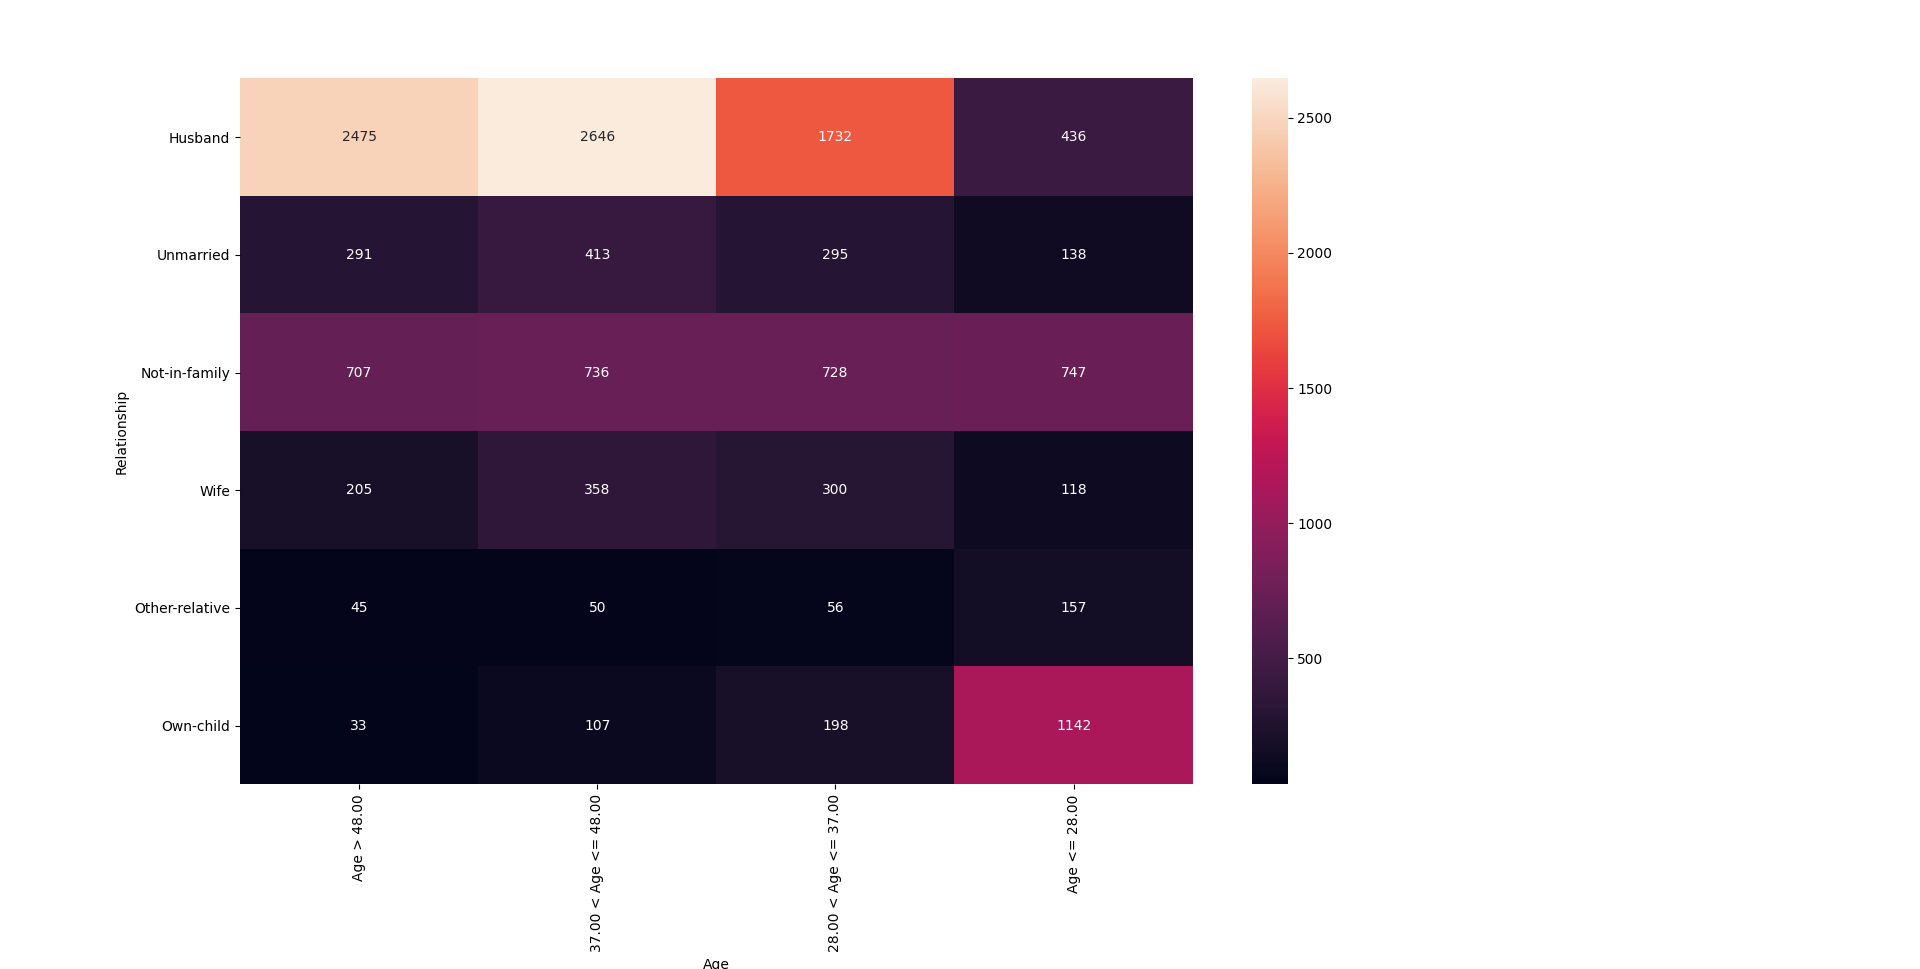 Husband 2475 2646 1732 436
Unmarried 291 413 295 138
Not-in-family 707 736 728 747
Wife 205 358 300 118
Other-relative 45 50 56 157
Own-child 33 107 198 1142
Relationship
Age > 48.00
37.00 < Age <= 48.00
28.00 < Age <= 37.00
Age <= 28.00
Age
2500
2000
1500
1000
500